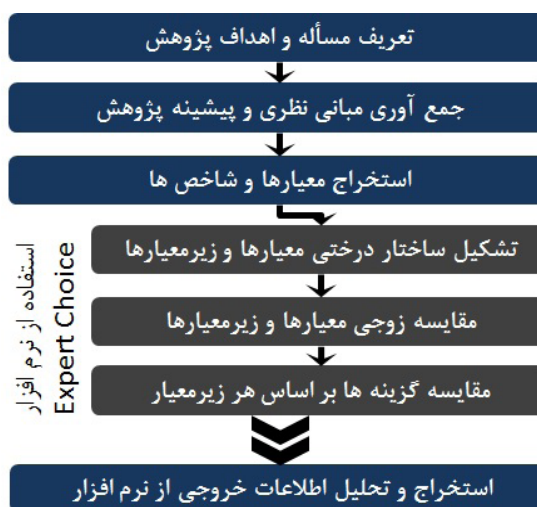 تعریف مسأله و اهداف پژوهش
جمع آوری مبانی نظری و پیشینه پژوهش
استخراج معیارها و شاخص ها
تشکیل ساختار درختی معیارها و زیرمعیارها
مقایسه زوجی معیارها و زیرمعیارها
مقایسه گزینه ها بر اساس هر زیرمعیار
استفاده از نرم افزار
Expert Choice
استخراج و تحلیل اطلاعات خروجی از نرم افزار